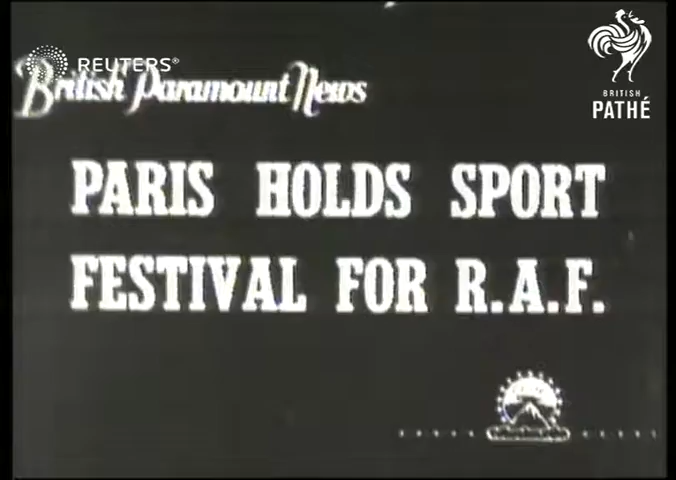 REUTERS®
British Paramount News
BRITISH
PATHÉ
PARIS HOLDS SPORT
FESTIVAL FOR R.A.F.